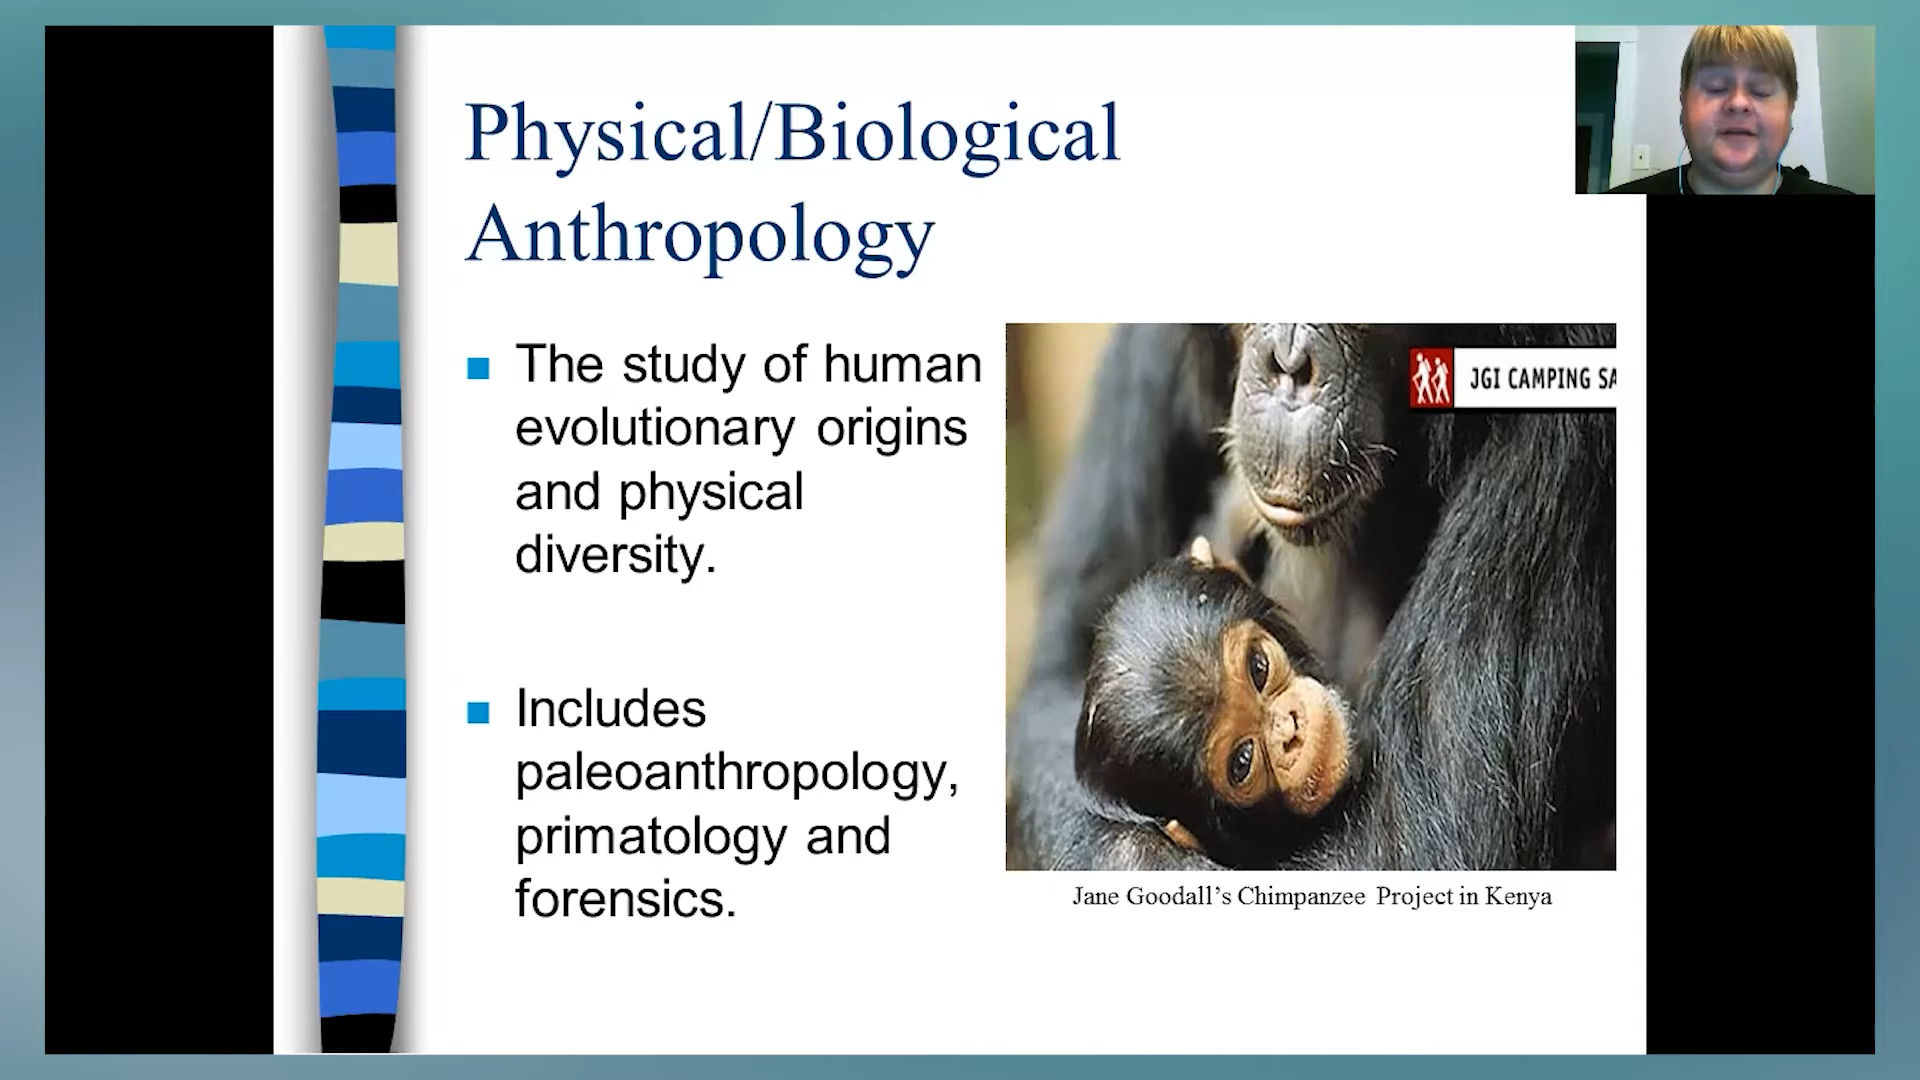 Physical/Biological
Anthropology
The study of human
evolutionary origins
and physical
diversity.
Includes
paleoanthropology,
primatology and
forensics.
JGI CAMPING SA
Jane Goodall’s Chimpanzee Project in Kenya